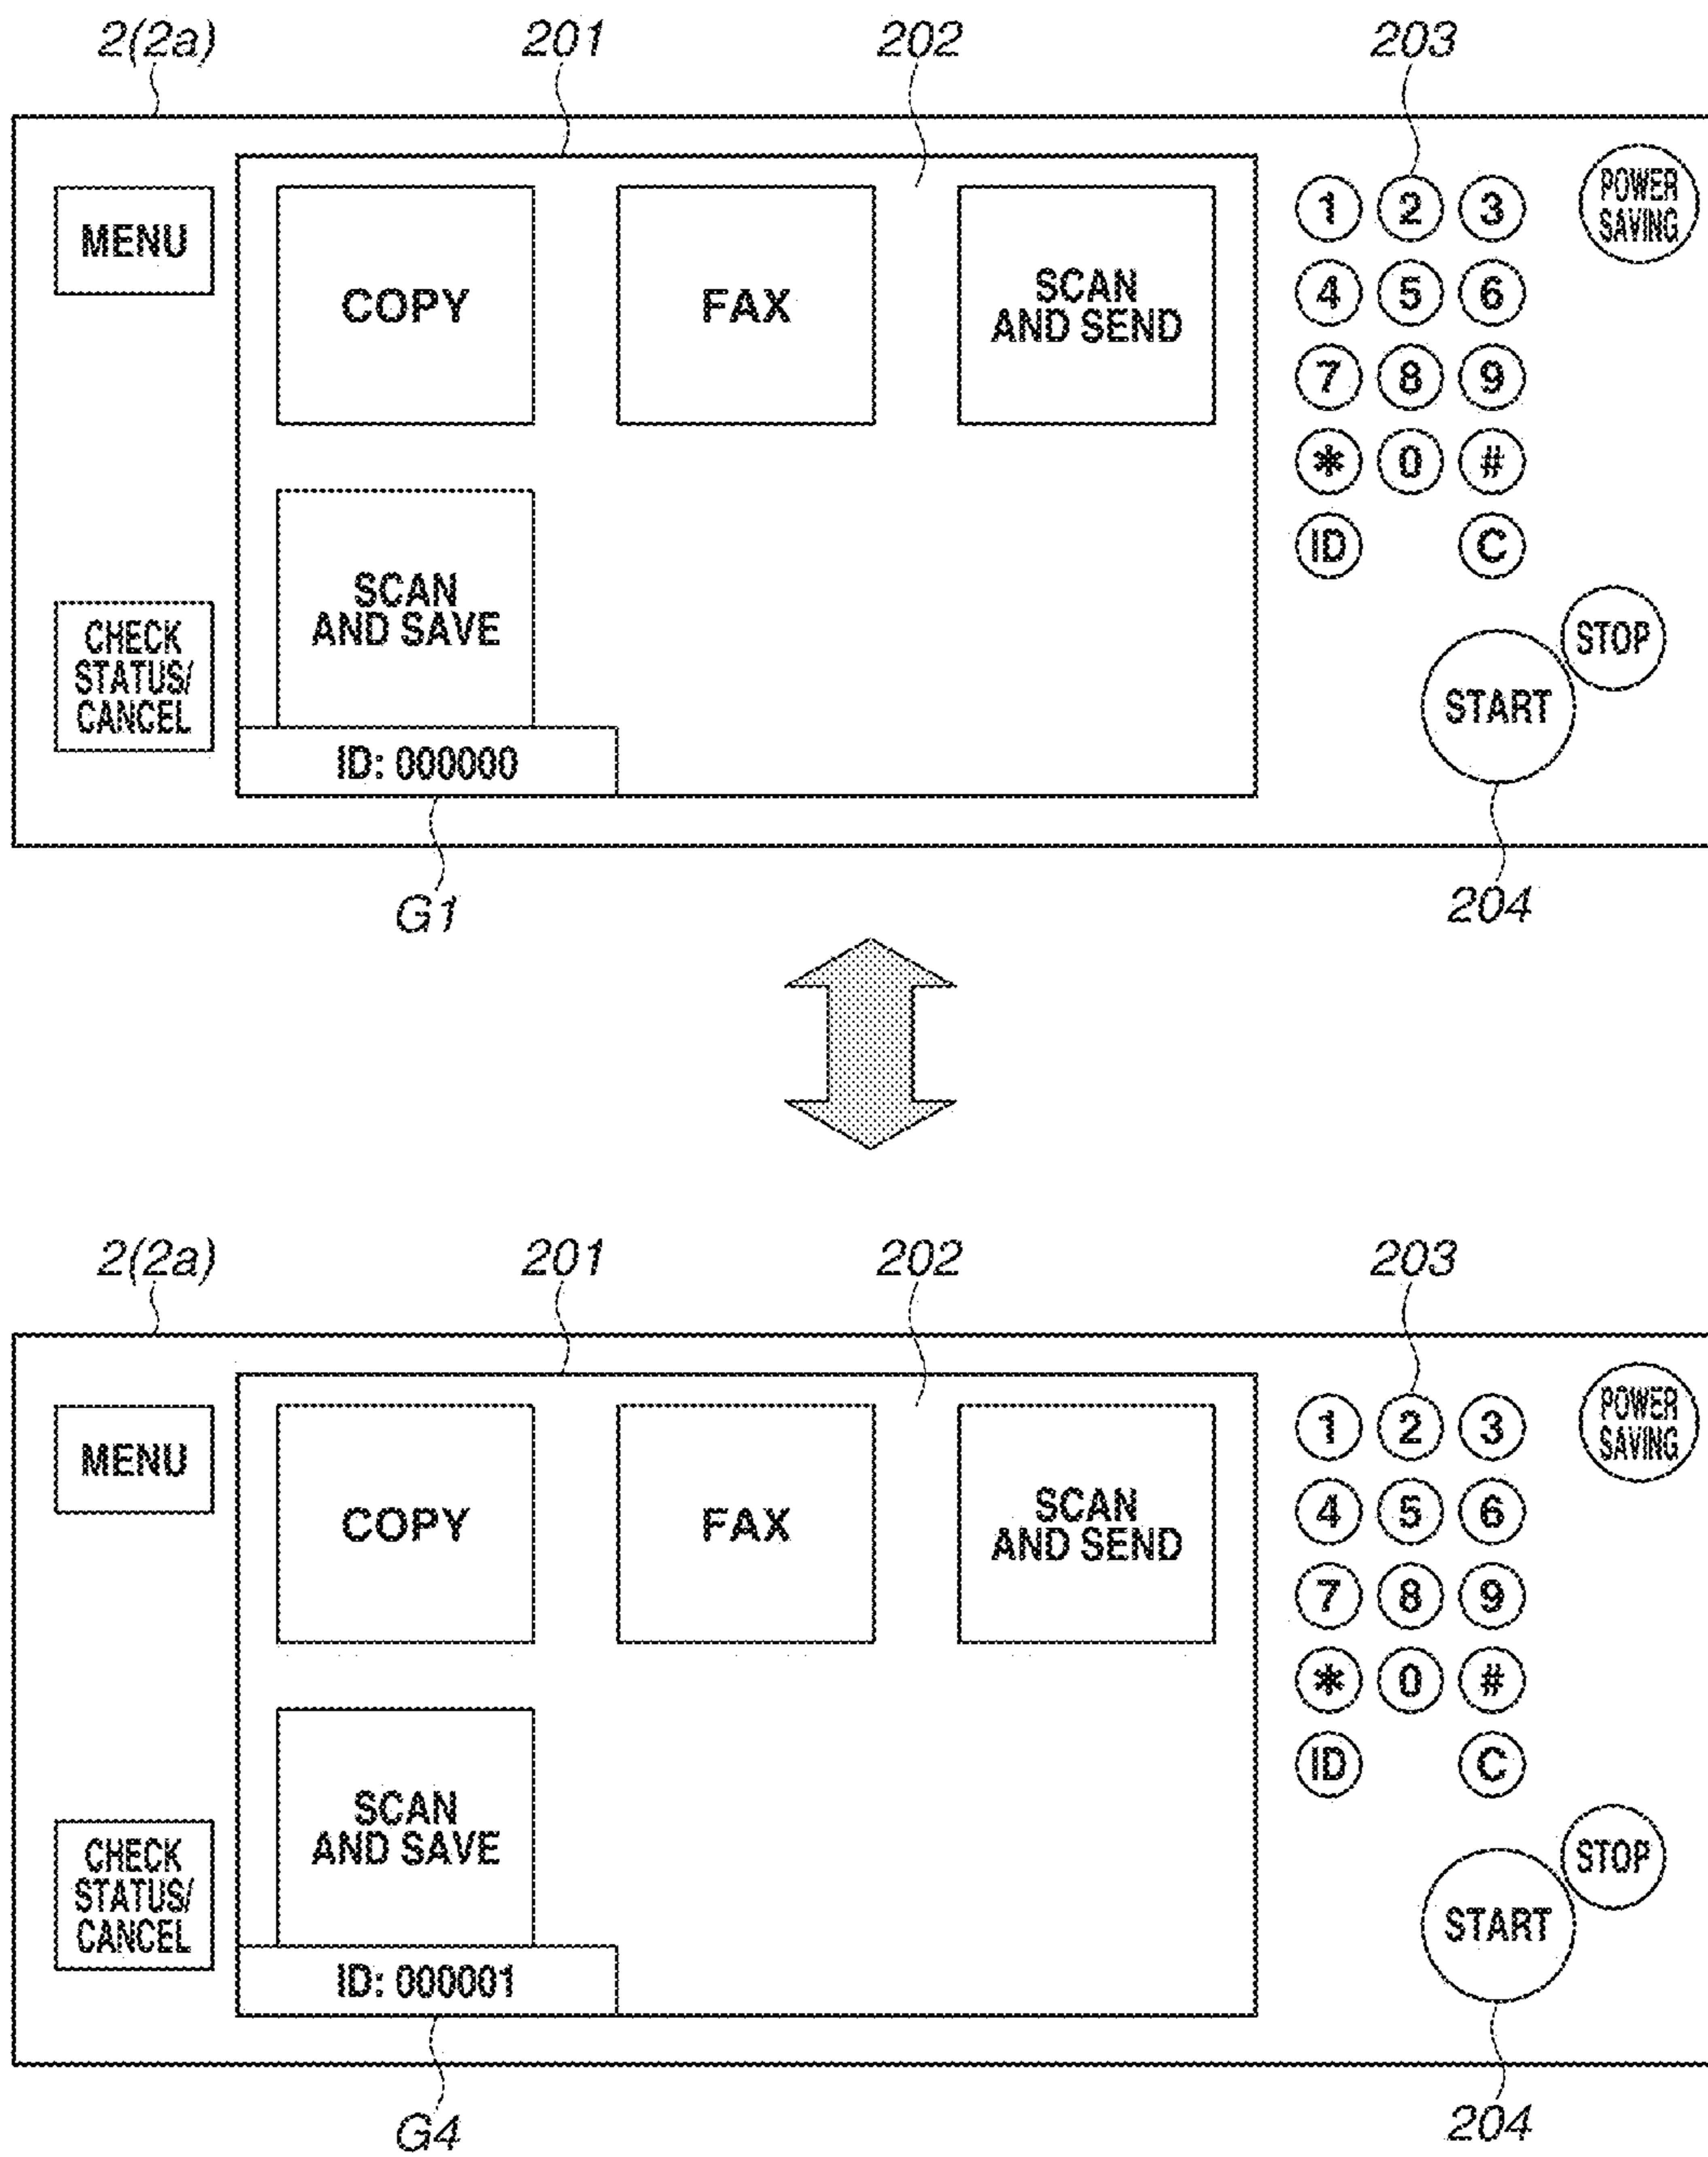 2(2a) 201 202 203
MENU
COPY
FAX
SCAN
AND SEND
1 2 3
POWER
SAVING
4 5 6
7 8 9
* 0 #
ID C
SCAN
AND SAVE
CHECK
STATUS/
CANCEL
STOP
START
ID: 000000
G1
204
2(2a) 201 202 203
MENU
COPY
FAX
SCAN
AND SEND
1 2 3
POWER
SAVING
4 5 6
7 8 9
* 0 #
ID C
SCAN
AND SAVE
CHECK
STATUS/
CANCEL
STOP
START
ID: 000001
G4
204